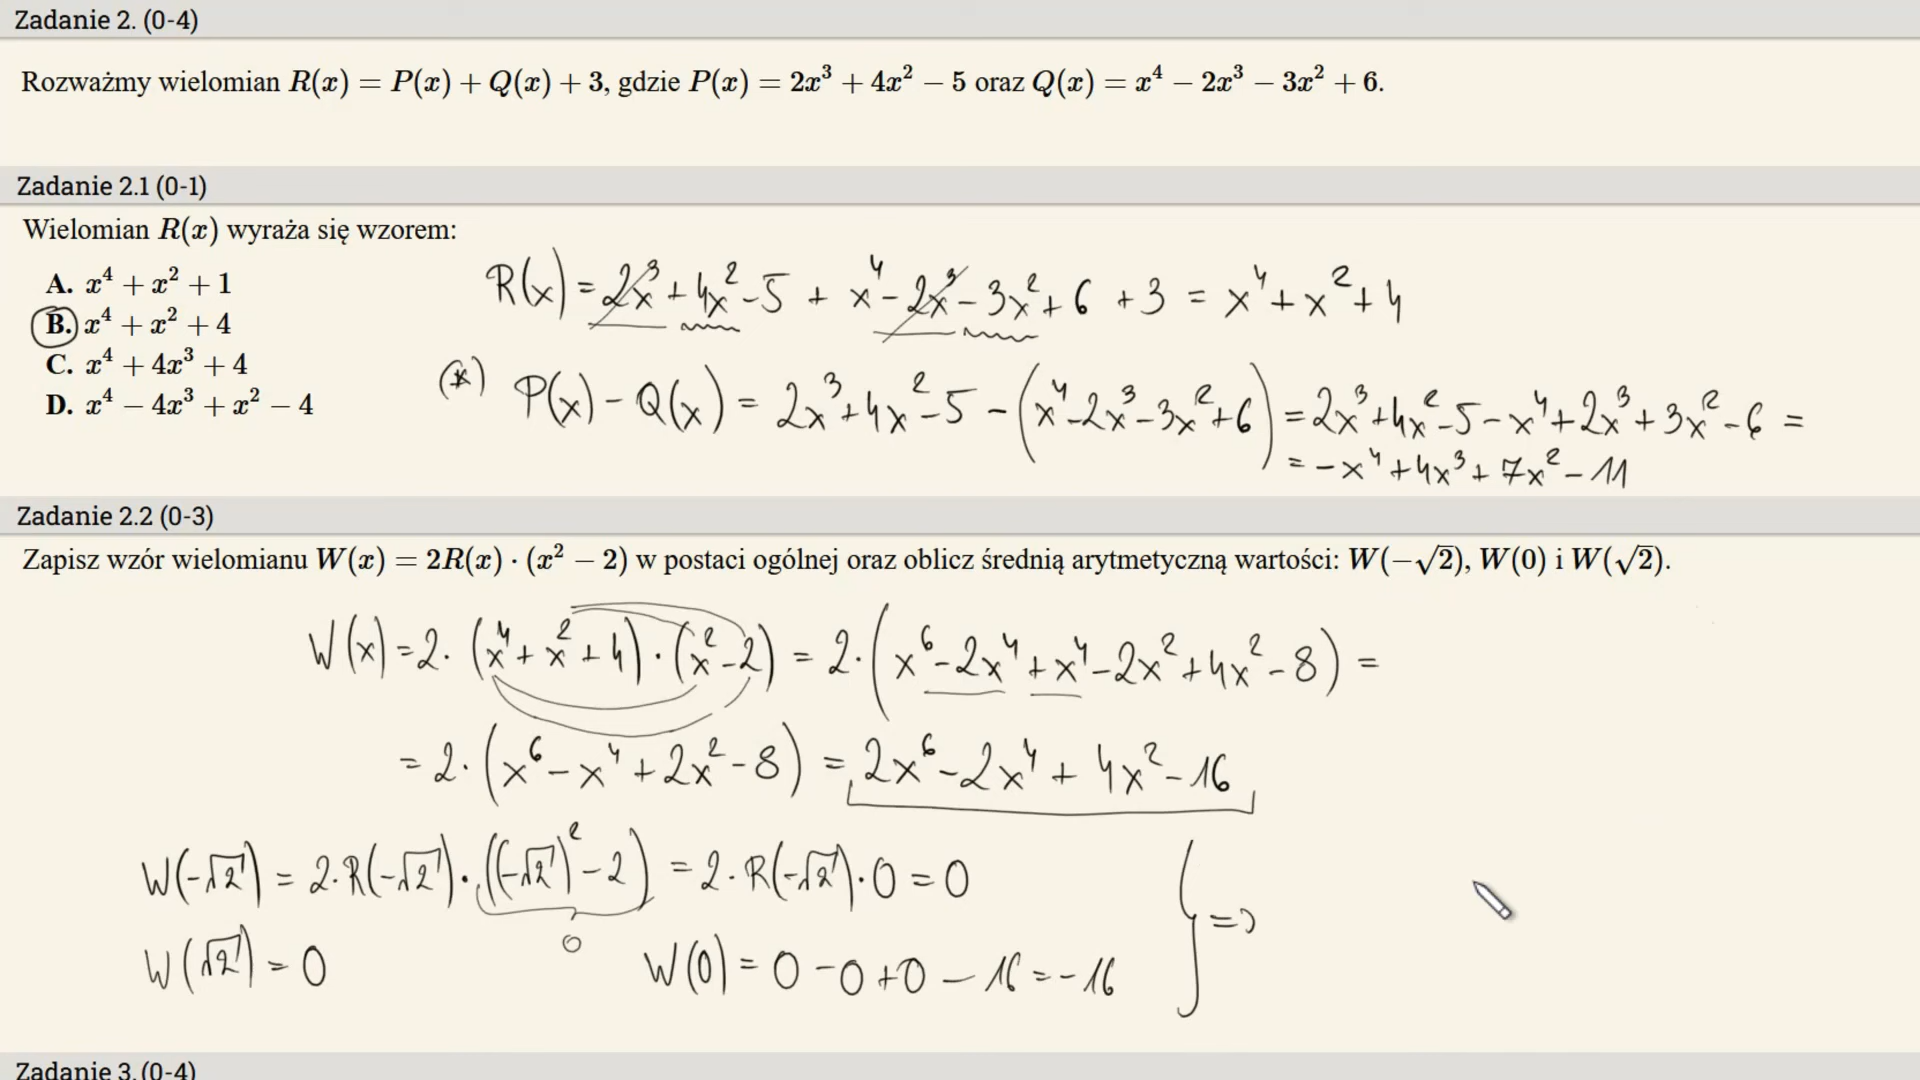 Zadanie 2. (0-4)
Rozważmy wielomian R(x) = P(x) + Q(x) + 3, gdzie P(x) = 2x³ + 4x² − 5 oraz Q(x) = x⁴ − 2x³ − 3x² + 6.
Zadanie 2.1 (0-1)
Wielomian R(x) wyraża się wzorem:
A. x⁴ + x² + 1
B. x⁴ + x² + 4
C. x⁴ + 4x³ + 4
D. x⁴ − 4x³ + x² − 4
R(x) = 2x³ + 4x² - 5 + x⁴ - 2x³ - 3x² + 6 + 3 = x⁴ + x² + 4
(*) P(x) - Q(x) = 2x³ + 4x² - 5 - (x⁴ - 2x³ - 3x² + 6) = 2x³ + 4x² - 5 - x⁴ + 2x³ + 3x² - 6 =
= -x⁴ + 4x³ + 7x² - 11
Zadanie 2.2 (0-3)
Zapisz wzór wielomianu W(x) = 2R(x) · (x² − 2) w postaci ogólnej oraz oblicz średnią arytmetyczną wartości: W(−√2), W(0) i W(√2).
W(x) = 2 · (x⁴ + x² + 4) · (x² - 2) = 2 · (x⁶ - 2x⁴ + x⁴ - 2x² + 4x² - 8) =
= 2 · (x⁶ - x⁴ + 2x² - 8) = 2x⁶ - 2x⁴ + 4x² - 16
W(-√2) = 2 · R(-√2) · ((-√2)² - 2) = 2 · R(-√2) · 0 = 0
0
=>
W(√2) = 0
W(0) = 0 - 0 + 0 - 16 = -16
Zadanie 3. (0-4)